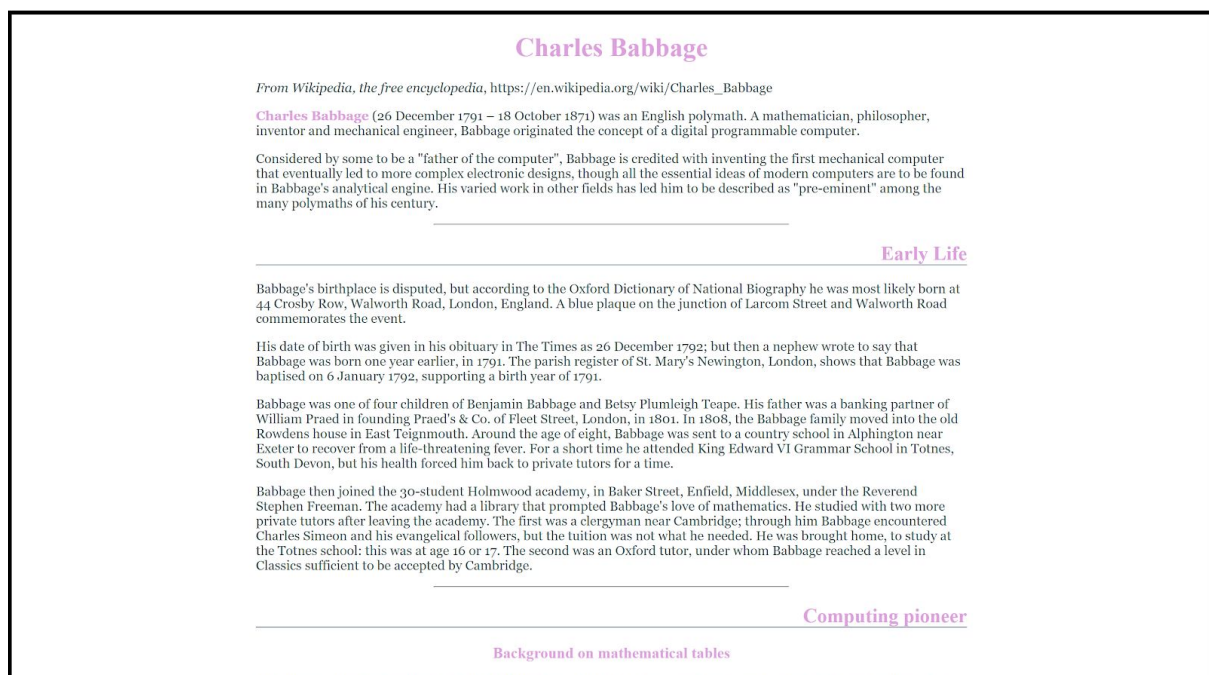 Charles Babbage
From Wikipedia, the free encyclopedia, https://en.wikipedia.org/wiki/Charles_Babbage
Charles Babbage (26 December 1791 – 18 October 1871) was an English polymath. A mathematician, philosopher,
inventor and mechanical engineer, Babbage originated the concept of a digital programmable computer.
Considered by some to be a "father of the computer", Babbage is credited with inventing the first mechanical computer
that eventually led to more complex electronic designs, though all the essential ideas of modern computers are to be found
in Babbage's analytical engine. His varied work in other fields has led him to be described as "pre-eminent" among the
many polymaths of his century.
Early Life
Babbage's birthplace is disputed, but according to the Oxford Dictionary of National Biography he was most likely born at
44 Crosby Row, Walworth Road, London, England. A blue plaque on the junction of Larcom Street and Walworth Road
commemorates the event.
His date of birth was given in his obituary in The Times as 26 December 1792; but then a nephew wrote to say that
Babbage was born one year earlier, in 1791. The parish register of St. Mary's Newington, London, shows that Babbage was
baptised on 6 January 1792, supporting a birth year of 1791.
Babbage was one of four children of Benjamin Babbage and Betsy Plumleigh Teape. His father was a banking partner of
William Praed in founding Praed's & Co. of Fleet Street, London, in 1801. In 1808, the Babbage family moved into the old
Rowdens house in East Teignmouth. Around the age of eight, Babbage was sent to a country school in Alphington near
Exeter to recover from a life-threatening fever. For a short time he attended King Edward VI Grammar School in Totnes,
South Devon, but his health forced him back to private tutors for a time.
Babbage then joined the 30-student Holmwood academy, in Baker Street, Enfield, Middlesex, under the Reverend
Stephen Freeman. The academy had a library that prompted Babbage's love of mathematics. He studied with two more
private tutors after leaving the academy. The first was a clergyman near Cambridge; through him Babbage encountered
Charles Simeon and his evangelical followers, but the tuition was not what he needed. He was brought home, to study at
the Totnes school: this was at age 16 or 17. The second was an Oxford tutor, under whom Babbage reached a level in
Classics sufficient to be accepted by Cambridge.
Computing pioneer
Background on mathematical tables